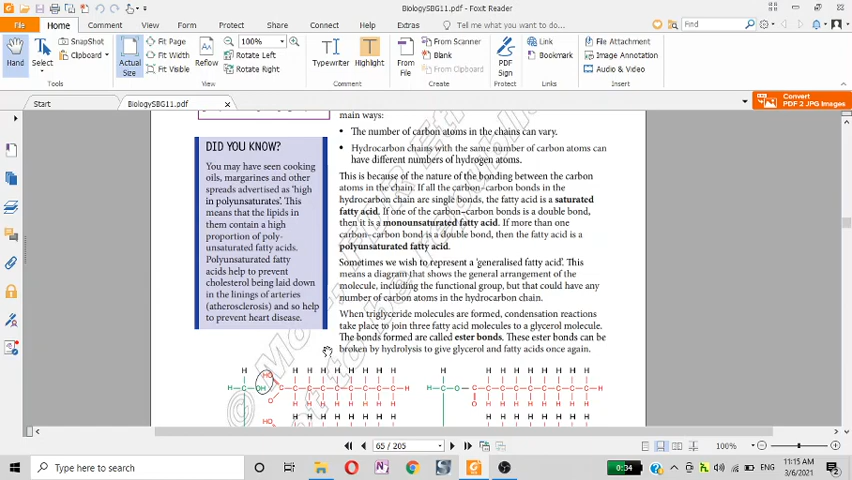 BiologySBG11.pdf - Foxit Reader
File
Home
Comment
View
Form
Protect
Share
Connect
Help
Extras
Tell me what you want to do...
Find
Hand
Select
SnapShot
Clipboard
Actual
Size
Fit Page
Fit Width
Fit Visible
Reflow
100%
Rotate Left
Rotate Right
Typewriter
Highlight
From
File
From Scanner
Blank
From Clipboard
PDF
Sign
Link
Bookmark
File Attachment
Image Annotation
Audio & Video
Tools
View
Comment
Create
Protect
Links
Insert
Start
BiologySBG11.pdf
Convert
PDF 2 JPG Images
main ways:
• The number of carbon atoms in the chains can vary.
• Hydrocarbon chains with the same number of carbon atoms can
have different numbers of hydrogen atoms.
This is because of the nature of the bonding between the carbon
atoms in the chain. If all the carbon–carbon bonds in the
hydrocarbon chain are single bonds, the fatty acid is a saturated
fatty acid. If one of the carbon–carbon bonds is a double bond,
then it is a monounsaturated fatty acid. If more than one
carbon–carbon bond is a double bond, then the fatty acid is a
polyunsaturated fatty acid.
Sometimes we wish to represent a 'generalised fatty acid'. This
means a diagram that shows the general arrangement of the
molecule, including the functional group, but that could have any
number of carbon atoms in the hydrocarbon chain.
When triglyceride molecules are formed, condensation reactions
take place to join three fatty acid molecules to a glycerol molecule.
The bonds formed are called ester bonds. These ester bonds can be
broken by hydrolysis to give glycerol and fatty acids once again.
DID YOU KNOW?
You may have seen cooking
oils, margarines and other
spreads advertised as 'high
in polyunsaturates'. This
means that the lipids in
them contain a high
proportion of poly-
unsaturated fatty acids.
Polyunsaturated fatty
acids help to prevent
cholesterol being laid down
in the linings of arteries
(atherosclerosis) and so help
to prevent heart disease.
H HO H H H H H H H H
H C OH C C C C C C C C C H
O H H H H H H H H
HO H H H H H H H H
H H H H H H H H H
H C O C C C C C C C C C H
O H H H H H H H H
H H H H H H H H
65 / 205
100%
Type here to search
0:34
ENG
11:15 AM
3/6/2021
2